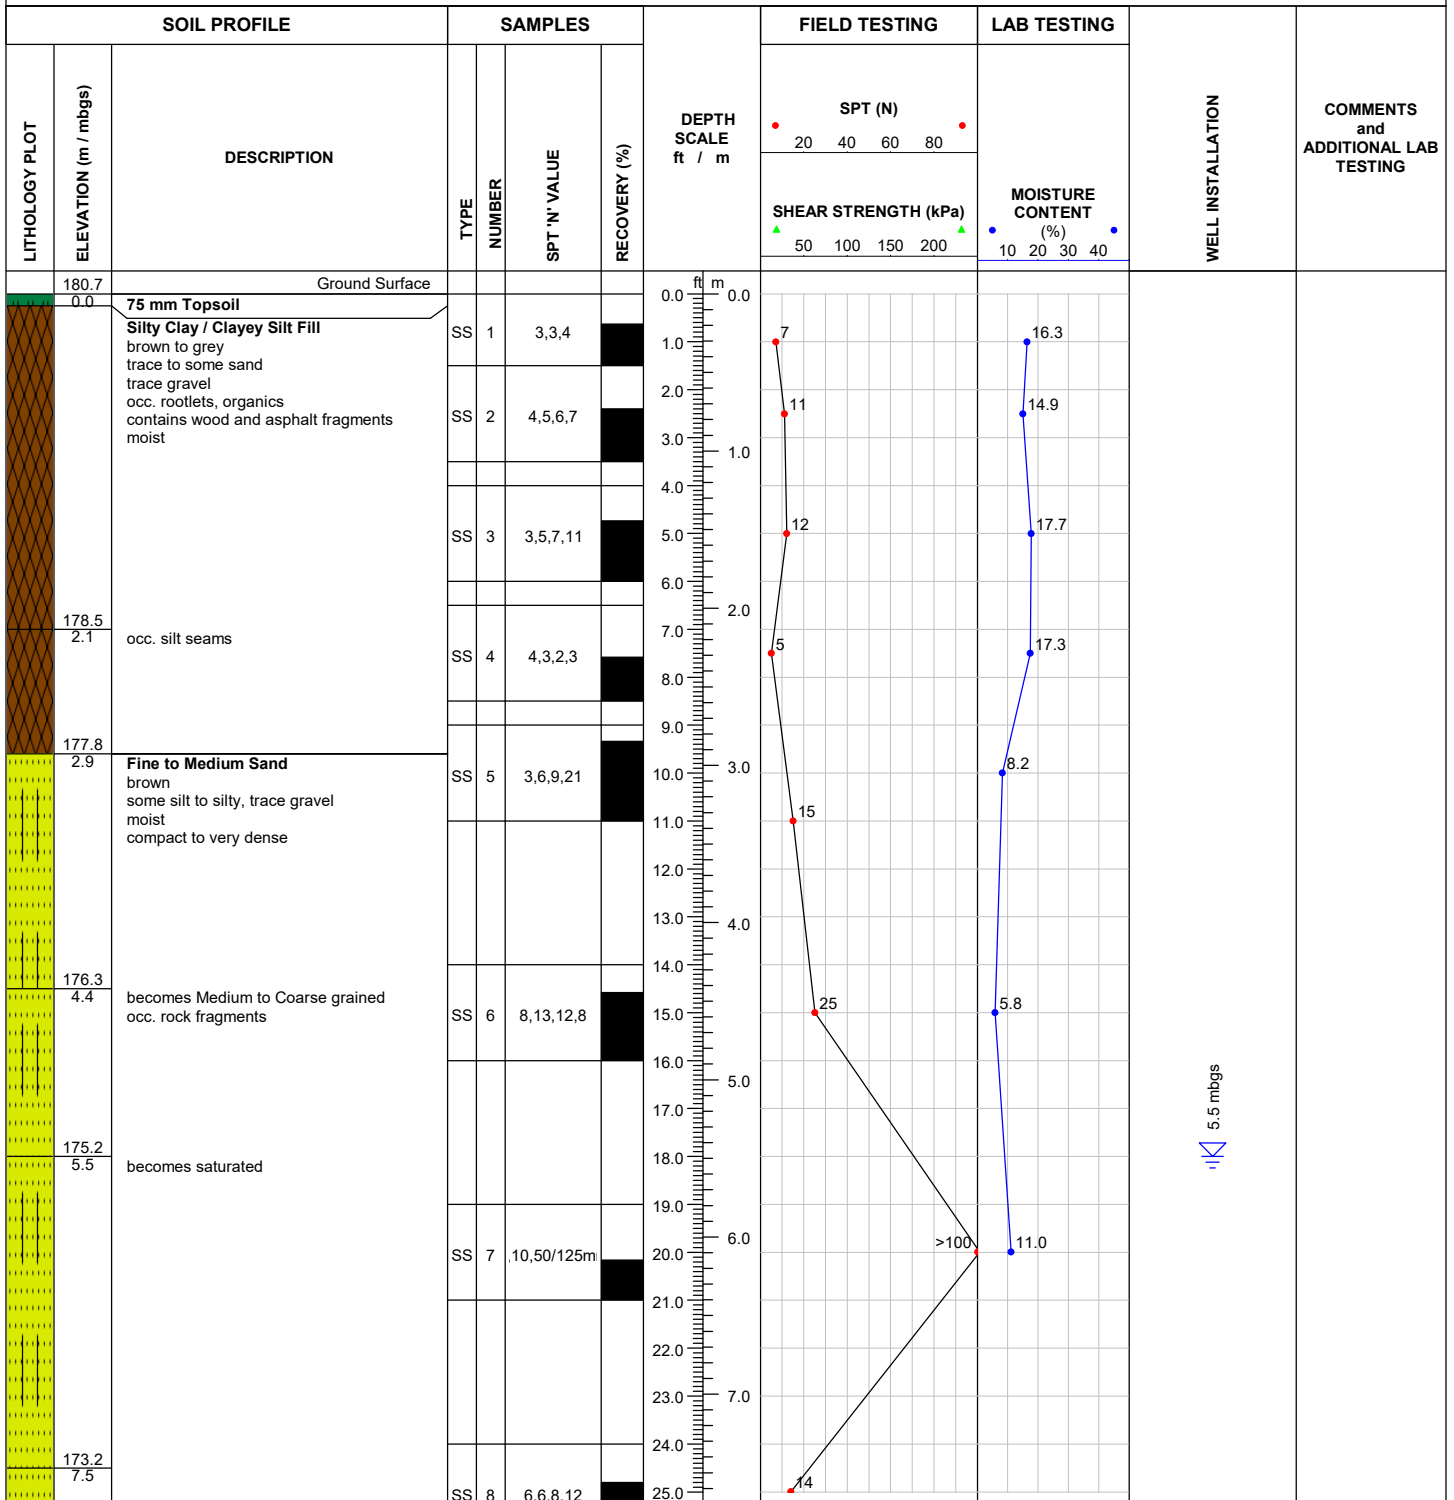 SOIL PROFILE
SAMPLES
FIELD TESTING
LAB TESTING
LITHOLOGY PLOT
ELEVATION (m / mbgs)
DESCRIPTION
TYPE
NUMBER
SPT 'N' VALUE
RECOVERY (%)
DEPTH
SCALE
ft / m
SPT (N)
20 40 60 80
SHEAR STRENGTH (kPa)
50 100 150 200
MOISTURE
CONTENT
(%)
10 20 30 40
WELL INSTALLATION
COMMENTS
and
ADDITIONAL LAB
TESTING
180.7 Ground Surface
0.0 75 mm Topsoil
Silty Clay / Clayey Silt Fill
brown to grey
trace to some sand
trace gravel
occ. rootlets, organics
contains wood and asphalt fragments
moist
178.5
2.1 occ. silt seams
177.8
2.9 Fine to Medium Sand
brown
some silt to silty, trace gravel
moist
compact to very dense
176.3
4.4 becomes Medium to Coarse grained
occ. rock fragments
175.2
5.5 becomes saturated
173.2
7.5
SS 1 3,3,4
SS 2 4,5,6,7
SS 3 3,5,7,11
SS 4 4,3,2,3
SS 5 3,6,9,21
SS 6 8,13,12,8
SS 7 ,10,50/125m
SS 8 6,6,8,12
ft m
0.0
1.0
2.0
3.0
4.0
5.0
6.0
7.0
8.0
9.0
10.0
11.0
12.0
13.0
14.0
15.0
16.0
17.0
18.0
19.0
20.0
21.0
22.0
23.0
24.0
25.0
0.0
1.0
2.0
3.0
4.0
5.0
6.0
7.0
7
11
12
5
15
25
>100
14
16.3
14.9
17.7
17.3
8.2
5.8
11.0
5.5 mbgs